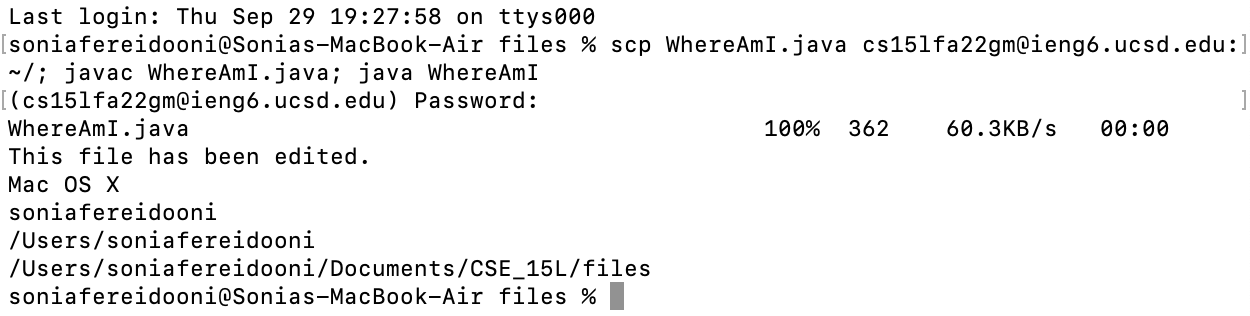 Last login: Thu Sep 29 19:27:58 on ttys000
[soniafereidooni@Sonias-MacBook-Air files % scp WhereAmI.java cs15lfa22gm@ieng6.ucsd.edu:]
~/; javac WhereAmI.java; java WhereAmI
[(cs15lfa22gm@ieng6.ucsd.edu) Password: ]
WhereAmI.java 100% 362 60.3KB/s 00:00
This file has been edited.
Mac OS X
soniafereidooni
/Users/soniafereidooni
/Users/soniafereidooni/Documents/CSE_15L/files
soniafereidooni@Sonias-MacBook-Air files %